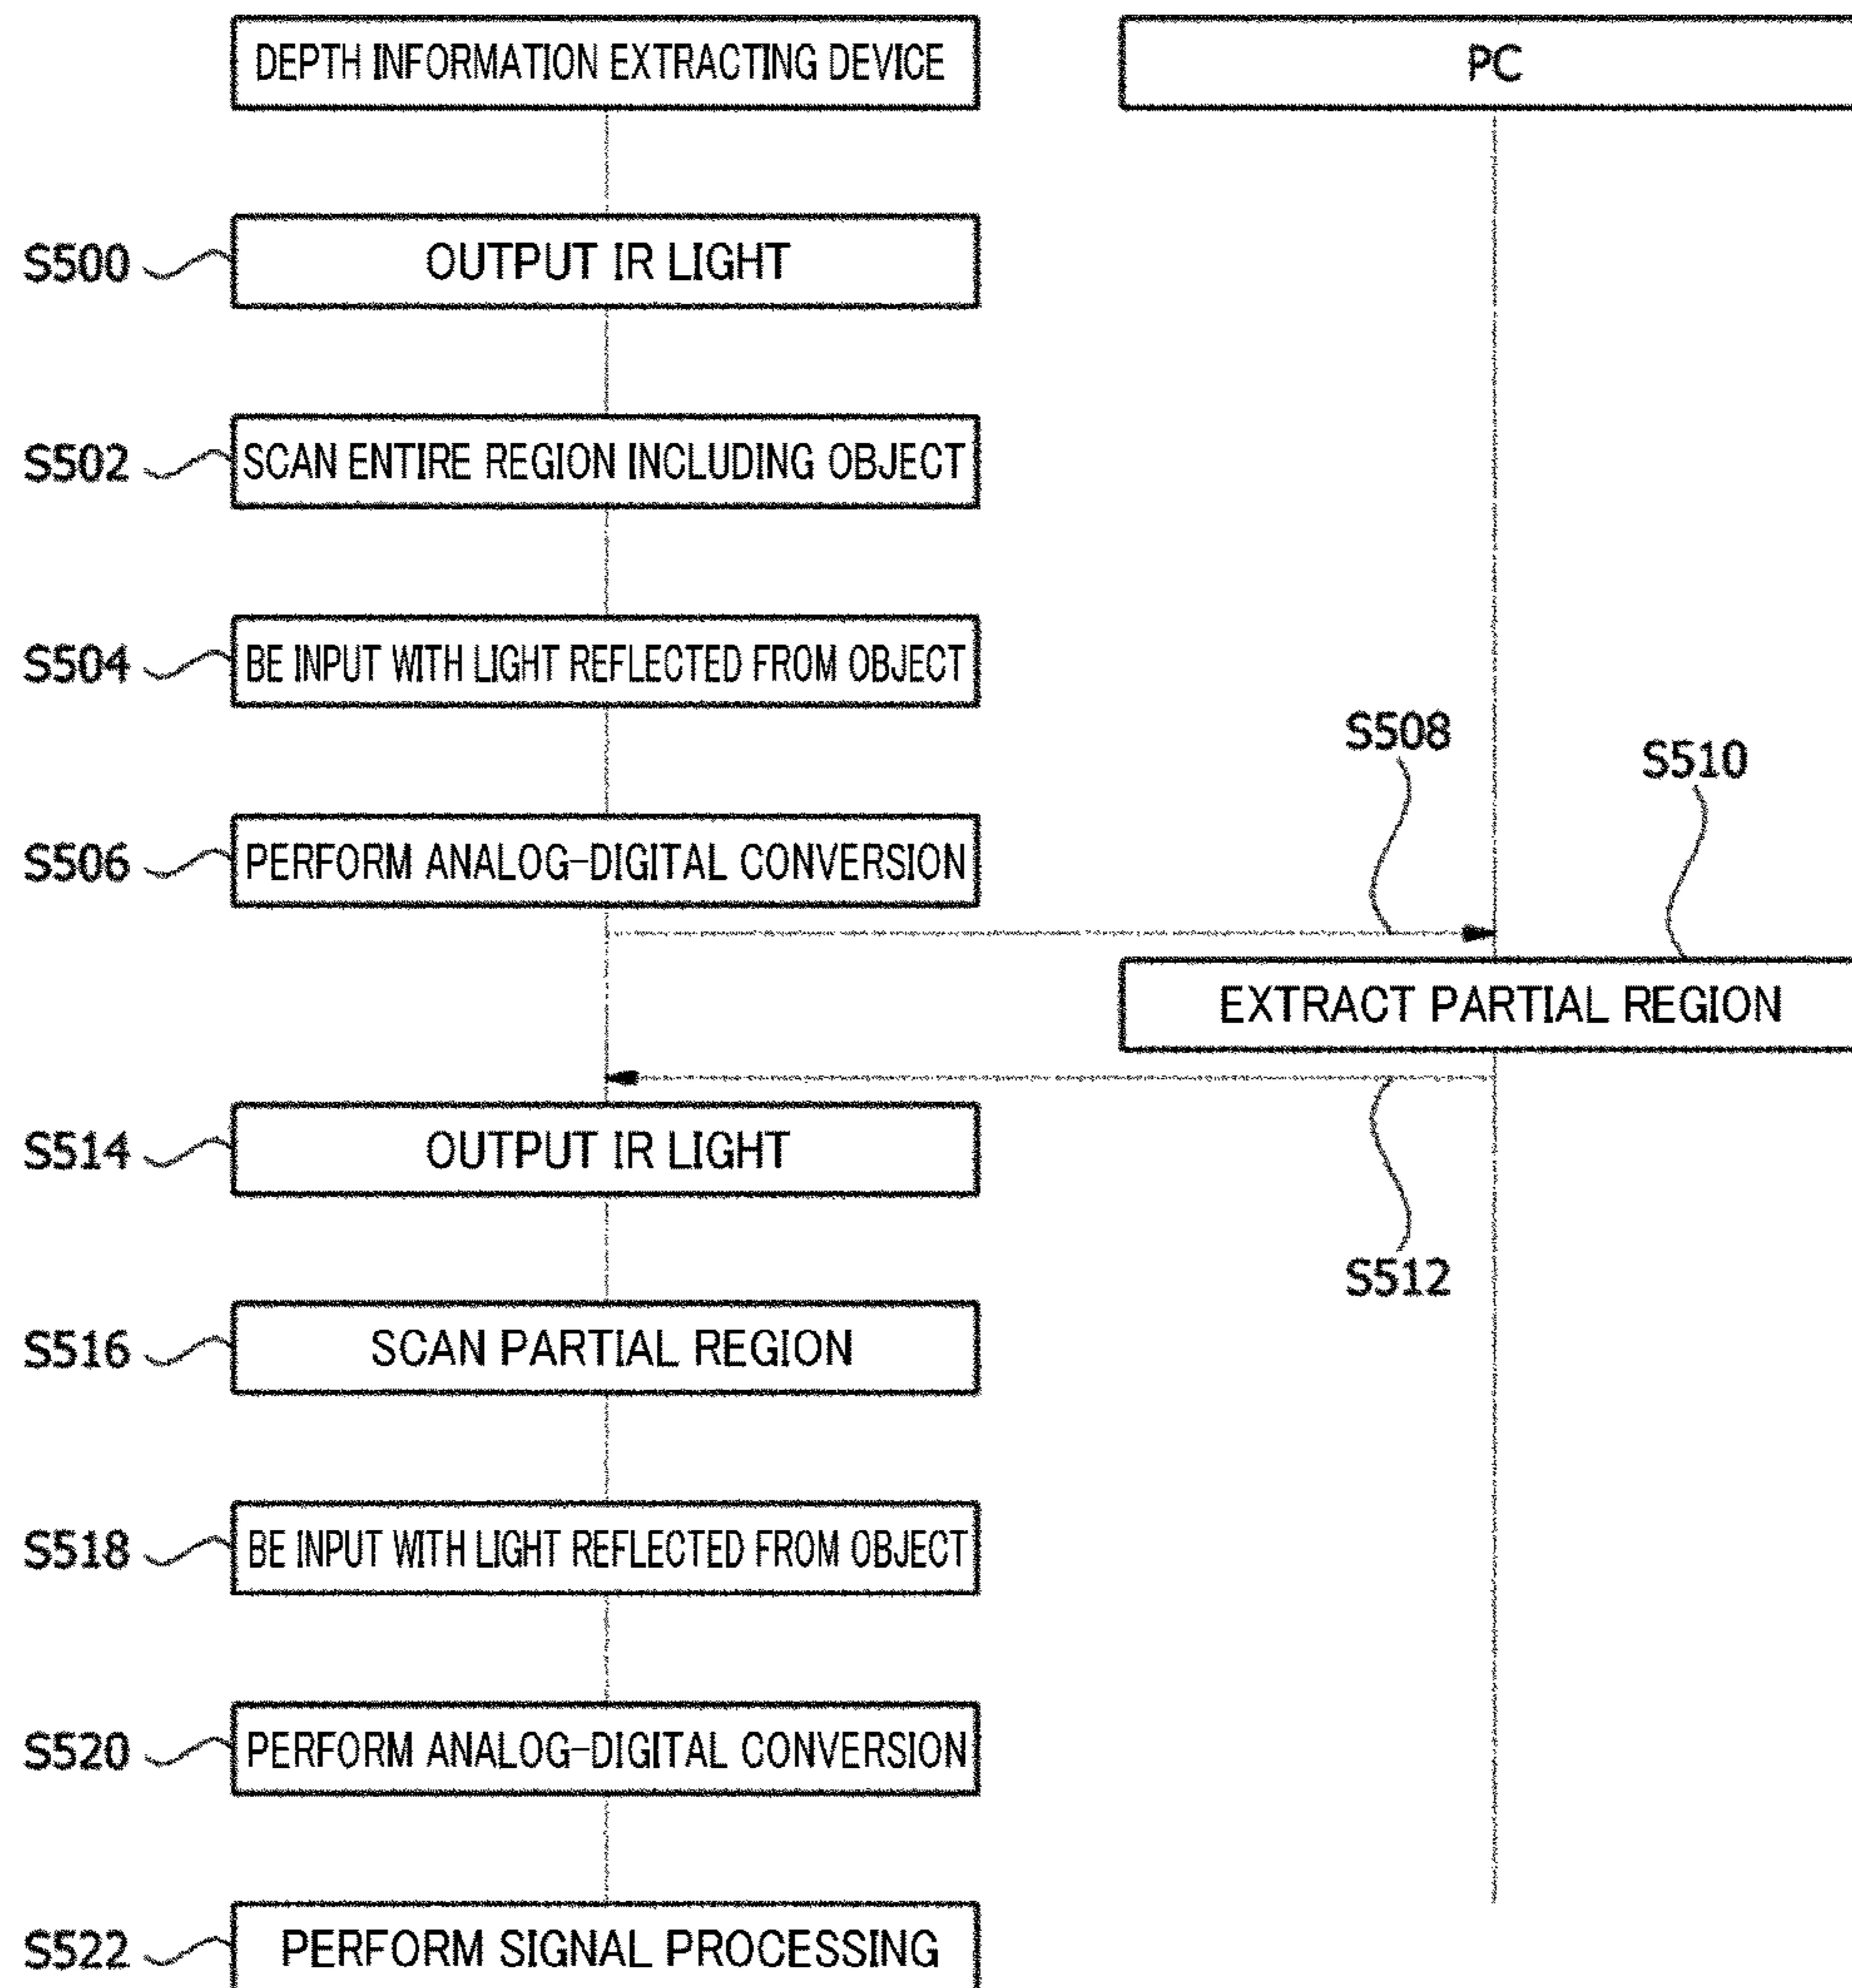 DEPTH INFORMATION EXTRACTING DEVICE
PC
S500
OUTPUT IR LIGHT
S502
SCAN ENTIRE REGION INCLUDING OBJECT
S504
BE INPUT WITH LIGHT REFLECTED FROM OBJECT
S508
S510
S506
PERFORM ANALOG-DIGITAL CONVERSION
EXTRACT PARTIAL REGION
S514
OUTPUT IR LIGHT
S512
S516
SCAN PARTIAL REGION
S518
BE INPUT WITH LIGHT REFLECTED FROM OBJECT
S520
PERFORM ANALOG-DIGITAL CONVERSION
S522
PERFORM SIGNAL PROCESSING